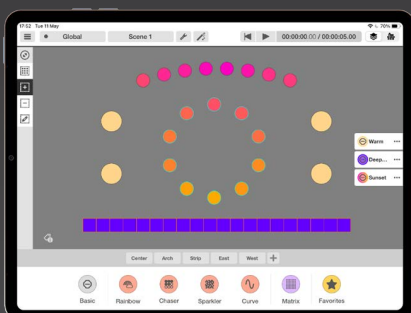 17:52 Tue 11 May
70%
Global
Scene 1
00:00:00.00 / 00:00:05.00
Warm
Deep...
Sunset
Center
Arch
Strip
East
West
Basic
Rainbow
Chaser
Sparkler
Curve
Matrix
Favorites